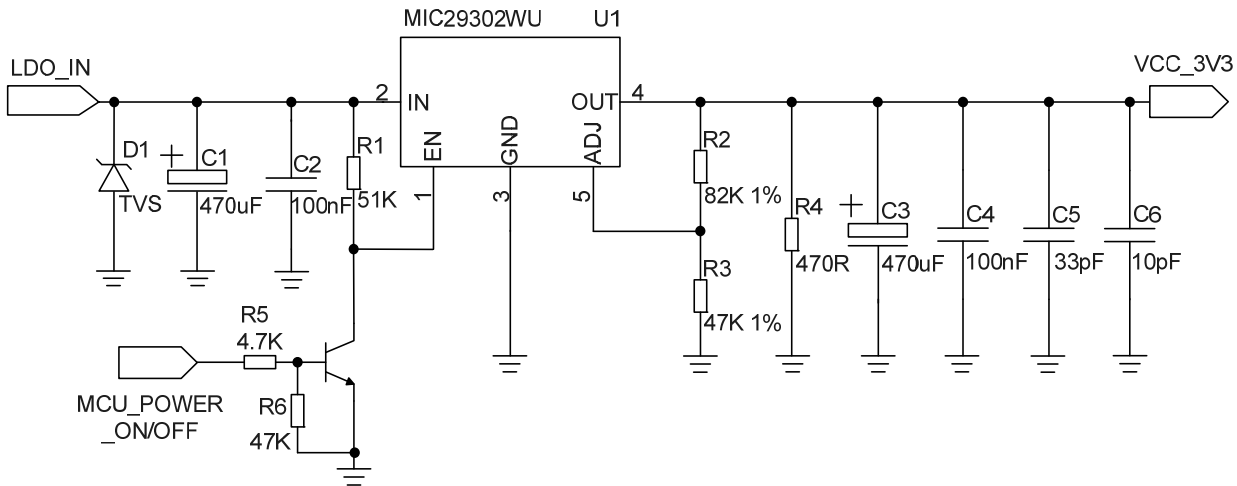 MIC29302WU U1
LDO_IN
VCC_3V3
2 IN
OUT 4
EN
GND
ADJ
1
3
5
D1
TVS
C1
470uF
C2
100nF
R1
51K
R2
82K 1%
R3
47K 1%
R4
470R
C3
470uF
C4
100nF
C5
33pF
C6
10pF
R5
4.7K
MCU_POWER
_ON/OFF
R6
47K